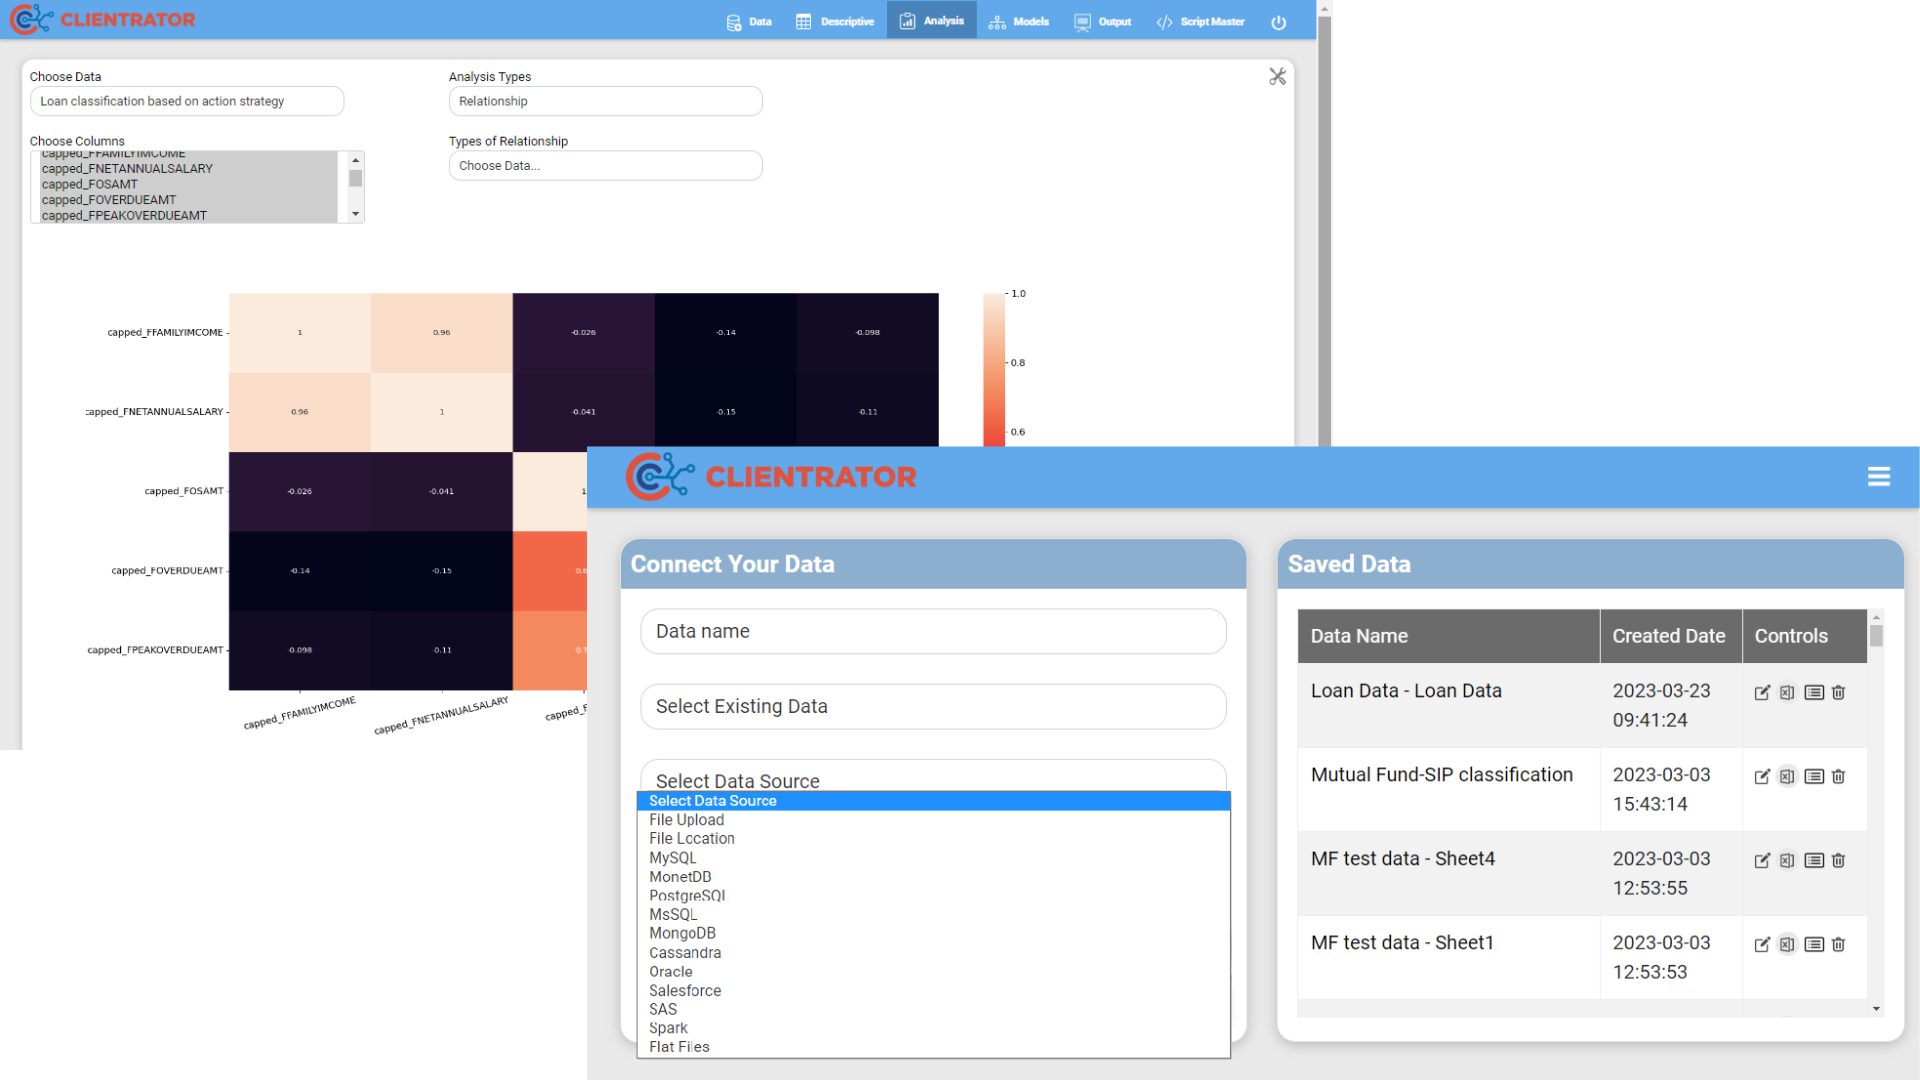 CLIENTRATOR
Data
Descriptive
Analysis
Models
Output
Script Master
Choose Data
Loan classification based on action strategy
Analysis Types
Relationship
Choose Columns
capped_FFAMILYIMCOME
capped_FNETANNUALSALARY
capped_FOSAMT
capped_FOVERDUEAMT
capped_FPEAKOVERDUEAMT
Types of Relationship
Choose Data...
capped_FFAMILYIMCOME
1 0.96 -0.026 -0.14 -0.098
capped_FNETANNUALSALARY
0.96 1 -0.041 -0.15 -0.11
capped_FOSAMT
-0.026 -0.041 1
capped_FOVERDUEAMT
-0.14 -0.15
capped_FPEAKOVERDUEAMT
-0.098 -0.11
capped_FFAMILYIMCOME
capped_FNETANNUALSALARY
capped_F
1.0
0.8
0.6
CLIENTRATOR
Connect Your Data
Data name
Select Existing Data
Select Data Source
Select Data Source
File Upload
File Location
MySQL
MonetDB
PostgreSQL
MsSQL
MongoDB
Cassandra
Oracle
Salesforce
SAS
Spark
Flat Files
Saved Data
Data Name Created Date Controls
Loan Data - Loan Data 2023-03-23
09:41:24
Mutual Fund-SIP classification 2023-03-03
15:43:14
MF test data - Sheet4 2023-03-03
12:53:55
MF test data - Sheet1 2023-03-03
12:53:53